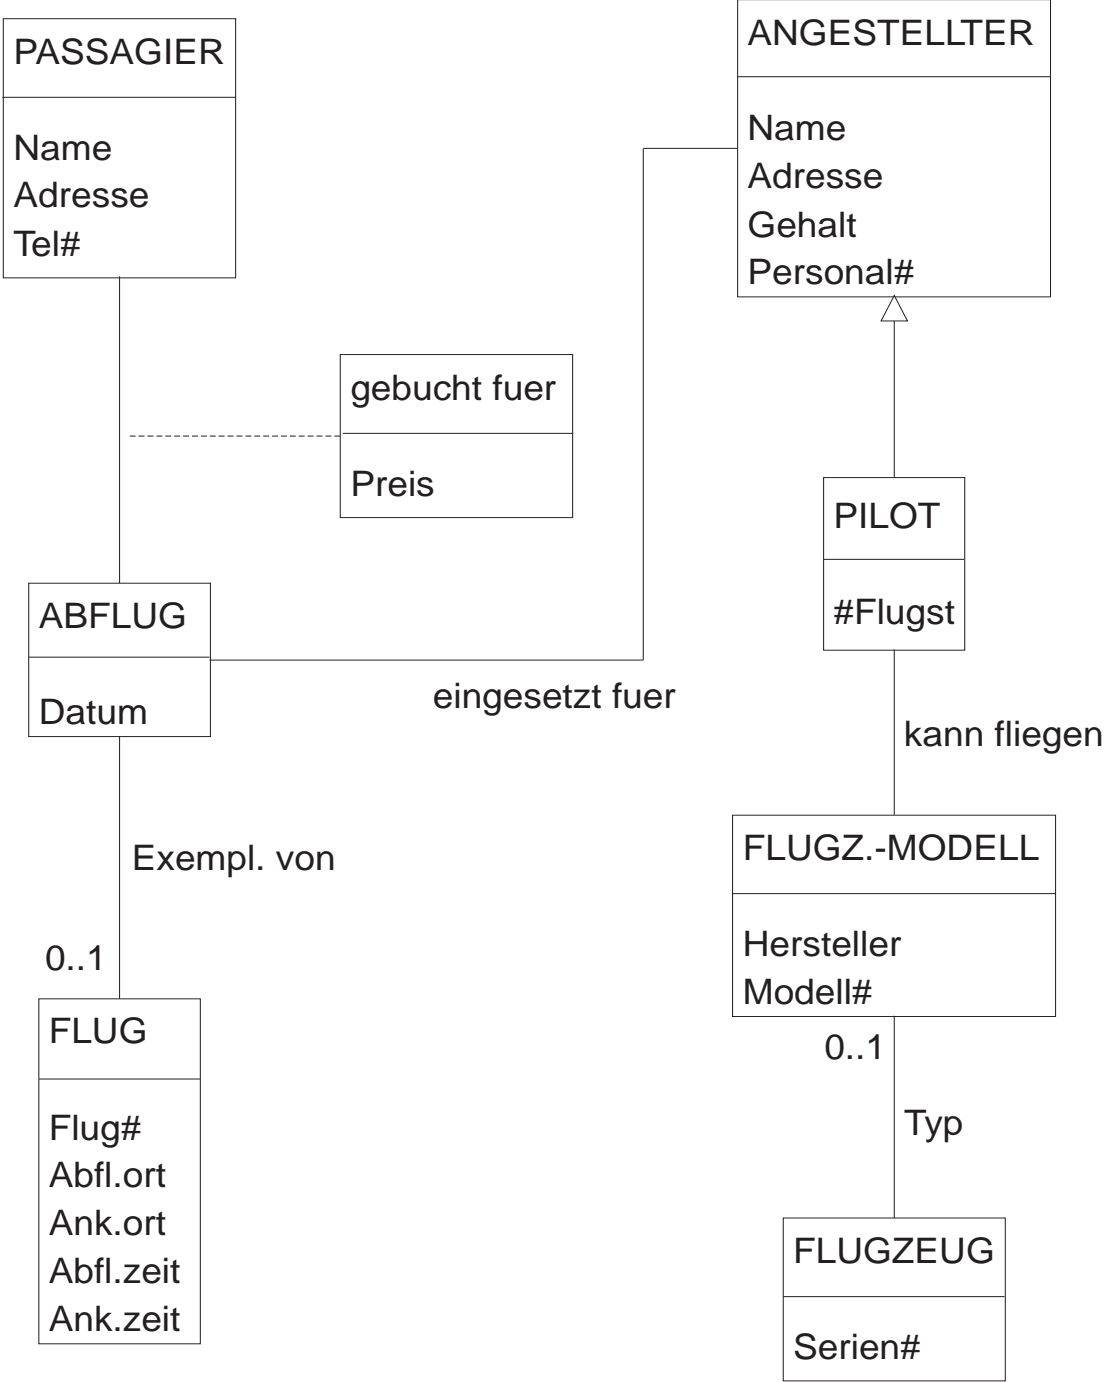 PASSAGIER
Name
Adresse
Tel#
ANGESTELLTER
Name
Adresse
Gehalt
Personal#
gebucht fuer
Preis
PILOT
#Flugst
ABFLUG
Datum
eingesetzt fuer
kann fliegen
Exempl. von
0..1
FLUGZ.-MODELL
Hersteller
Modell#
0..1
Typ
FLUG
Flug#
Abfl.ort
Ank.ort
Abfl.zeit
Ank.zeit
FLUGZEUG
Serien#